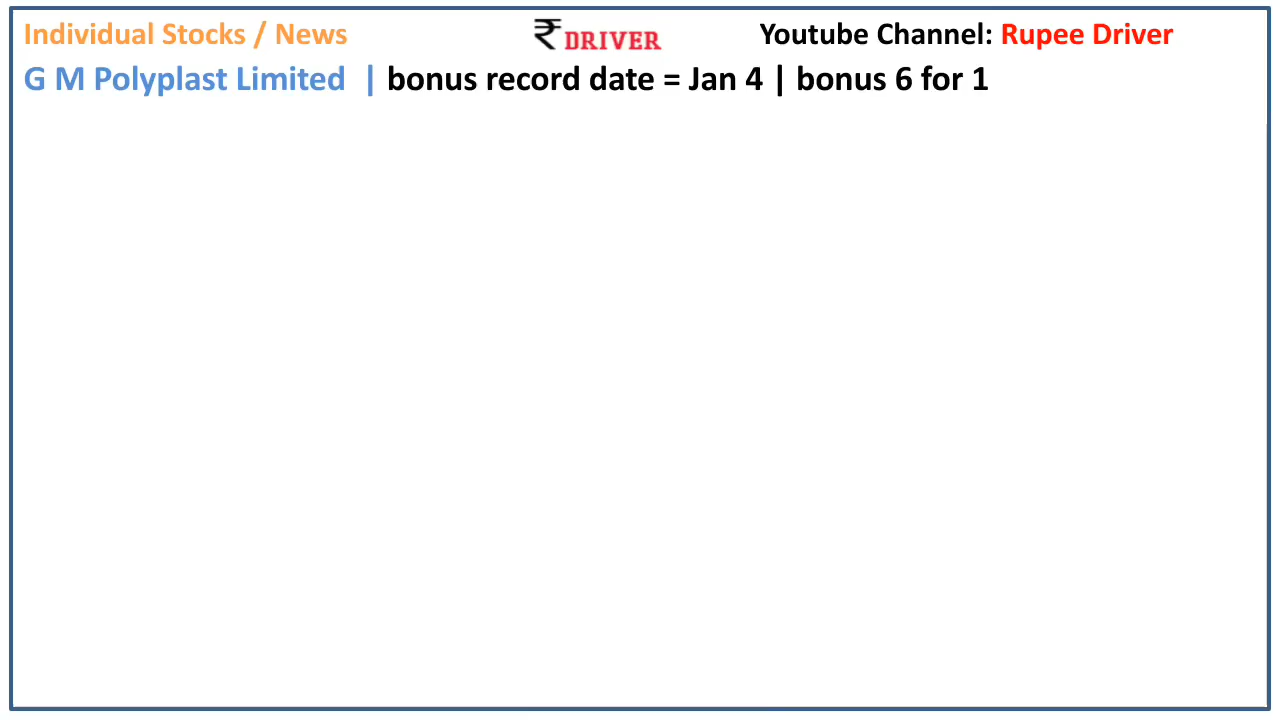 Individual Stocks / News ₹ DRIVER Youtube Channel: Rupee Driver
G M Polyplast Limited | bonus record date = Jan 4 | bonus 6 for 1